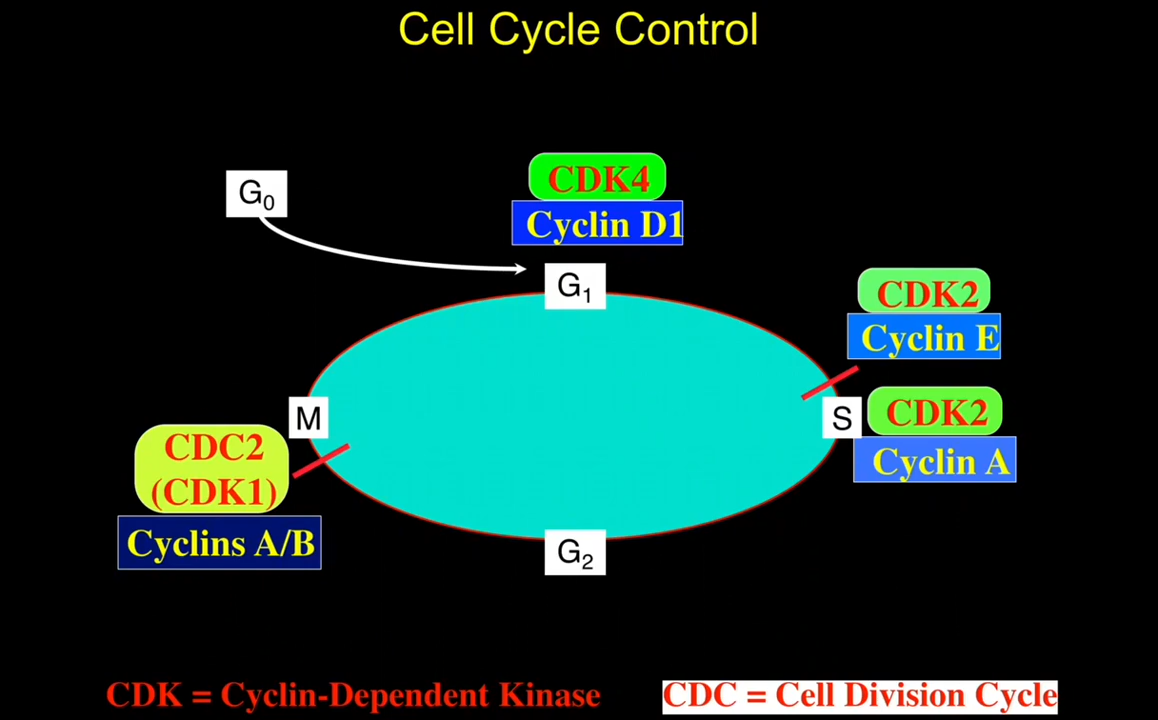 Cell Cycle Control
G₀
CDK4
Cyclin D1
G₁
CDK2
Cyclin E
M
S
CDK2
Cyclin A
CDC2
(CDK1)
Cyclins A/B
G₂
CDK = Cyclin-Dependent Kinase
CDC = Cell Division Cycle